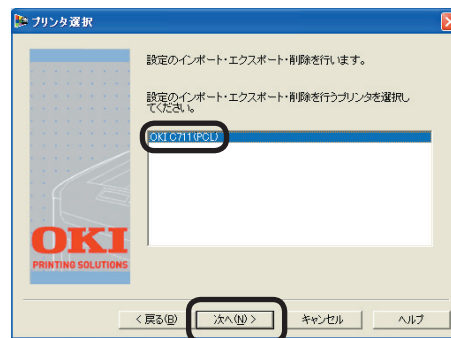 プリンタ選択
設定のインポート・エクスポート・削除を行います。
設定のインポート・エクスポート・削除を行うプリンタを選択し
てください。
OKI C711(PCL)
OKI
PRINTING SOLUTIONS
< 戻る(B)
次へ(N) >
キャンセル
ヘルプ